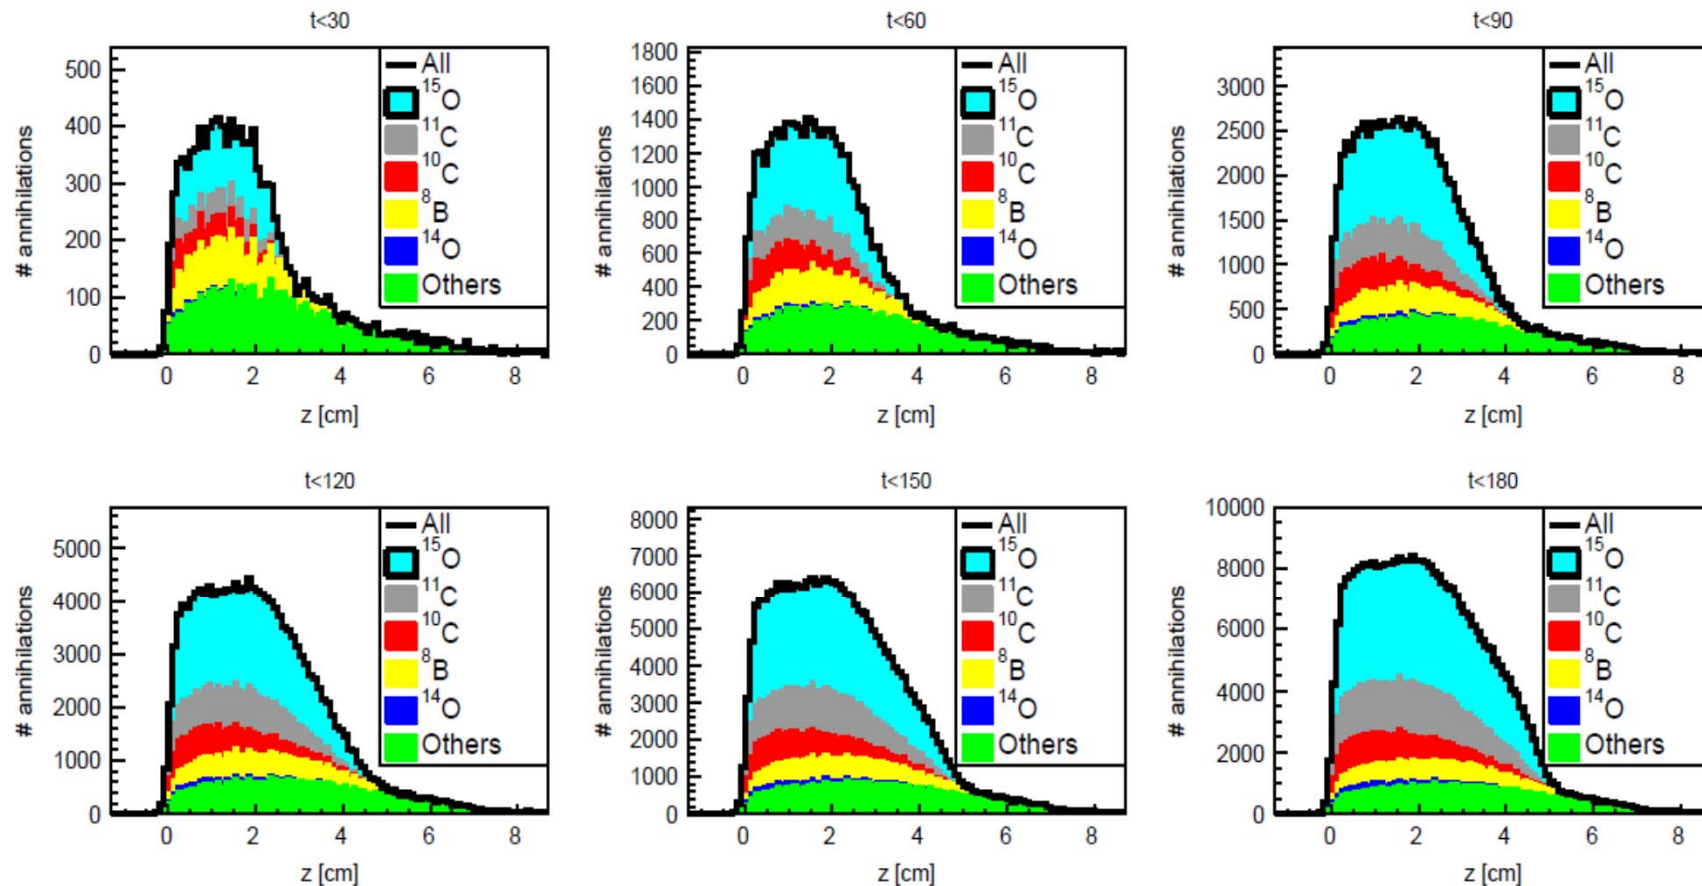 t<30
500
400
300
200
100
0
# annihilations
0 2 4 6 8
z [cm]
All
¹⁵O
¹¹C
¹⁰C
⁸B
¹⁴O
Others
t<60
1800
1600
1400
1200
1000
800
600
400
200
0
# annihilations
0 2 4 6 8
z [cm]
All
¹⁵O
¹¹C
¹⁰C
⁸B
¹⁴O
Others
t<90
3000
2500
2000
1500
1000
500
0
# annihilations
0 2 4 6 8
z [cm]
All
¹⁵O
¹¹C
¹⁰C
⁸B
¹⁴O
Others
t<120
5000
4000
3000
2000
1000
0
# annihilations
0 2 4 6 8
z [cm]
All
¹⁵O
¹¹C
¹⁰C
⁸B
¹⁴O
Others
t<150
8000
7000
6000
5000
4000
3000
2000
1000
0
# annihilations
0 2 4 6 8
z [cm]
All
¹⁵O
¹¹C
¹⁰C
⁸B
¹⁴O
Others
t<180
10000
8000
6000
4000
2000
0
# annihilations
0 2 4 6 8
z [cm]
All
¹⁵O
¹¹C
¹⁰C
⁸B
¹⁴O
Others